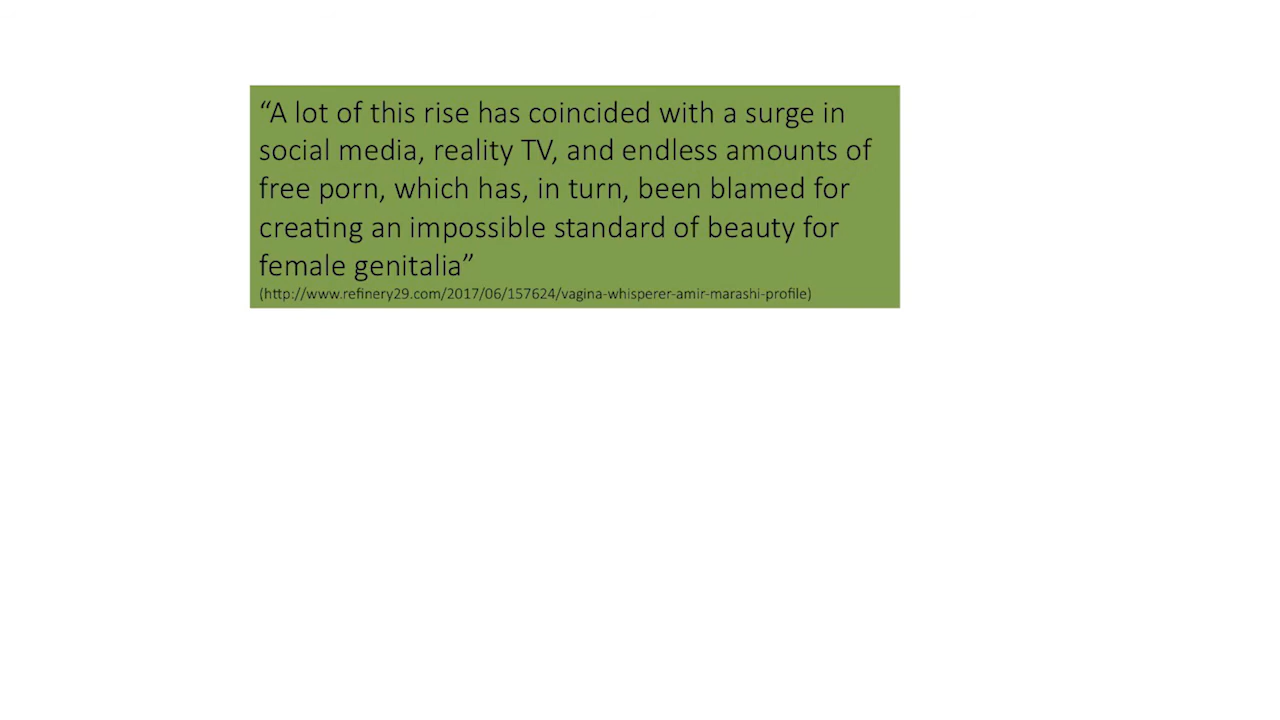 “A lot of this rise has coincided with a surge in
social media, reality TV, and endless amounts of
free porn, which has, in turn, been blamed for
creating an impossible standard of beauty for
female genitalia”
(http://www.refinery29.com/2017/06/157624/vagina-whisperer-amir-marashi-profile)